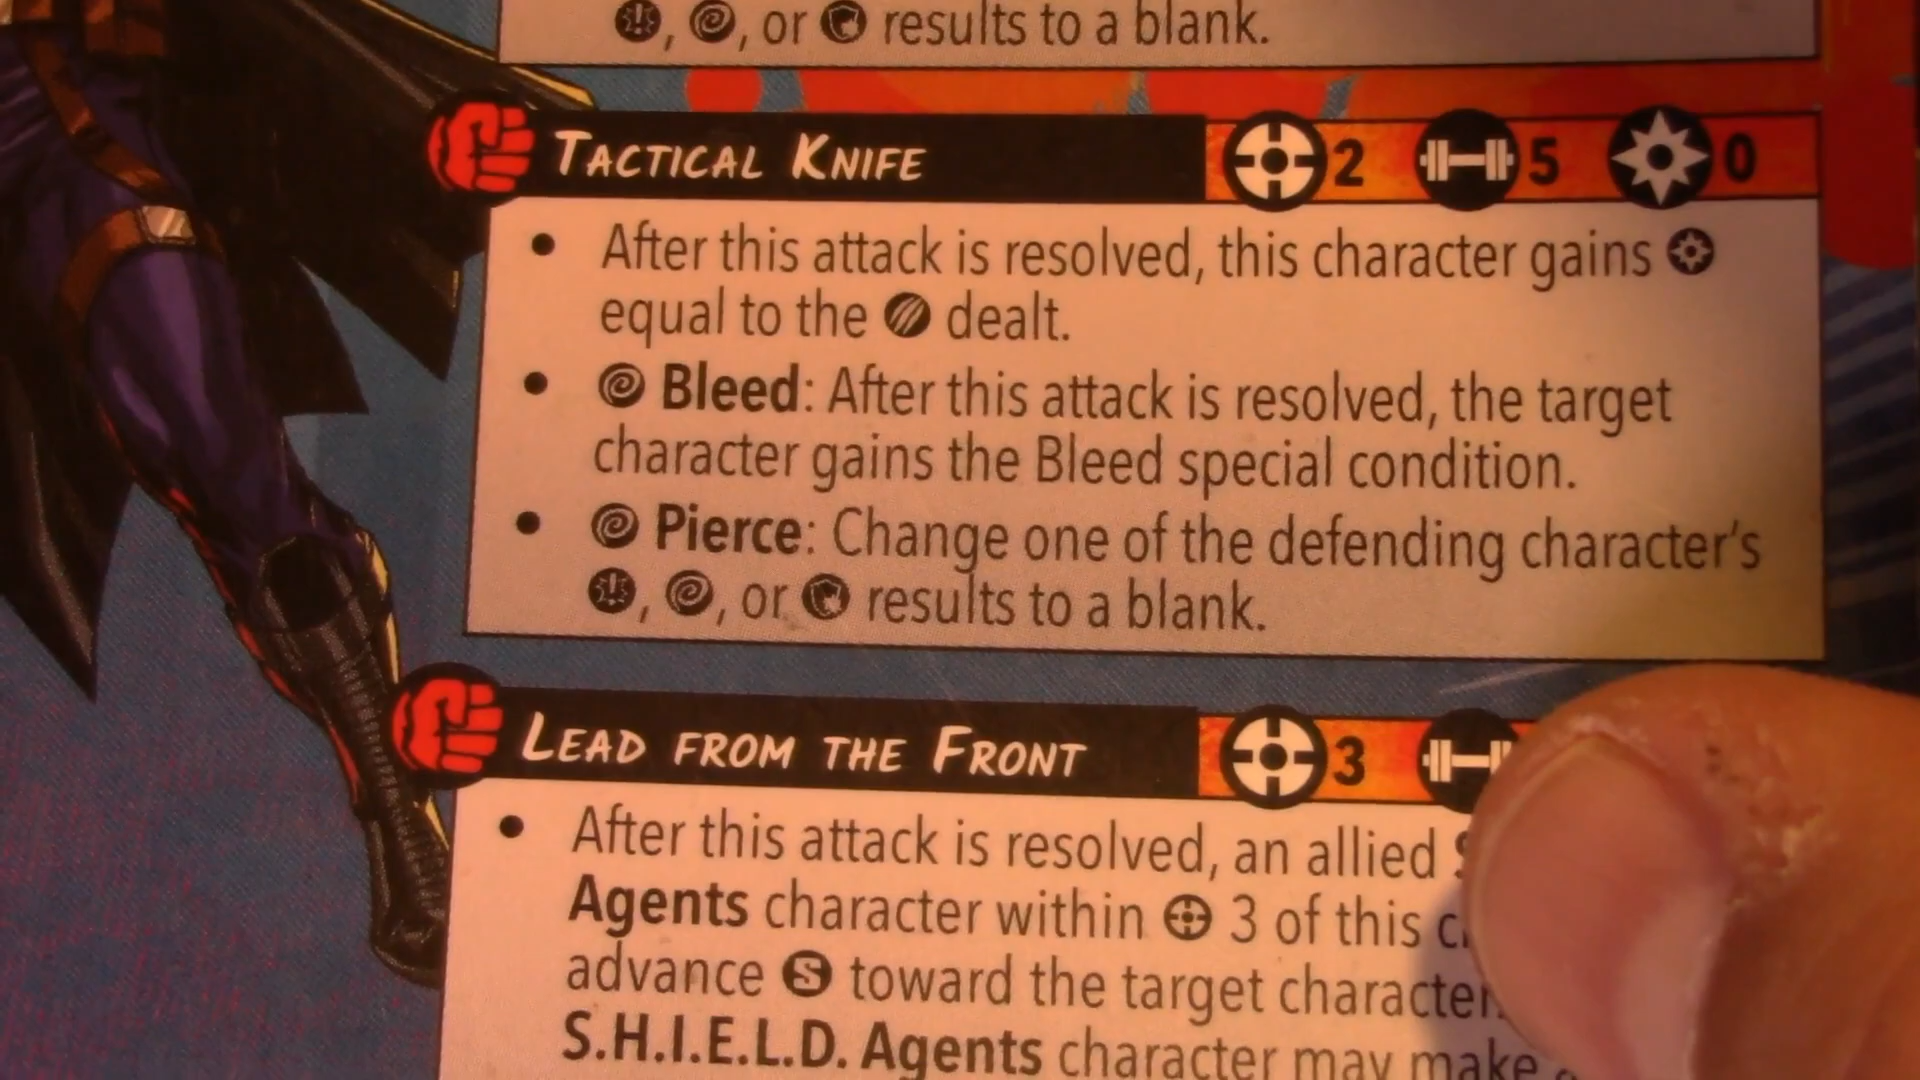 , , or results to a blank.
TACTICAL KNIFE 2 5 0
• After this attack is resolved, this character gains
equal to the dealt.
• Bleed: After this attack is resolved, the target
character gains the Bleed special condition.
• Pierce: Change one of the defending character's
, , or results to a blank.
LEAD FROM THE FRONT 3
• After this attack is resolved, an allied
Agents character within 3 of this
advance S toward the target character
S.H.I.E.L.D. Agents character may make